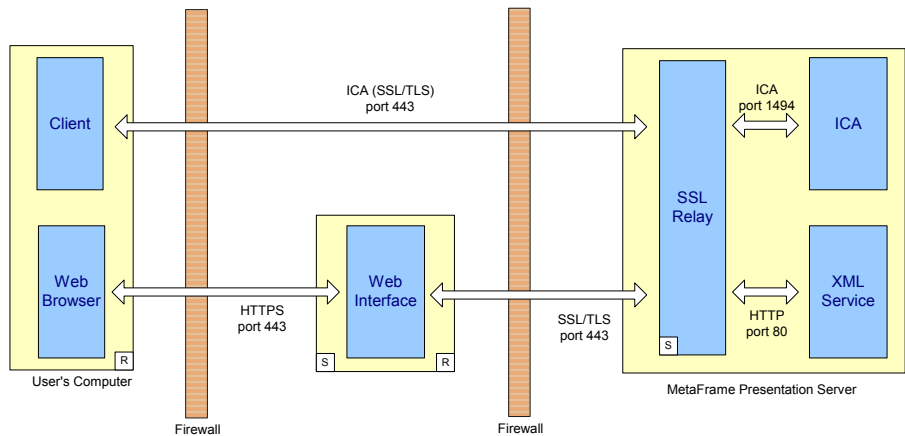 ICA (SSL/TLS)
port 443
ICA
port 1494
Client
ICA
SSL
Relay
Web
Browser
HTTPS
port 443
Web
Interface
SSL/TLS
port 443
HTTP
port 80
XML
Service
R
S
R
S
User's Computer
MetaFrame Presentation Server
Firewall
Firewall